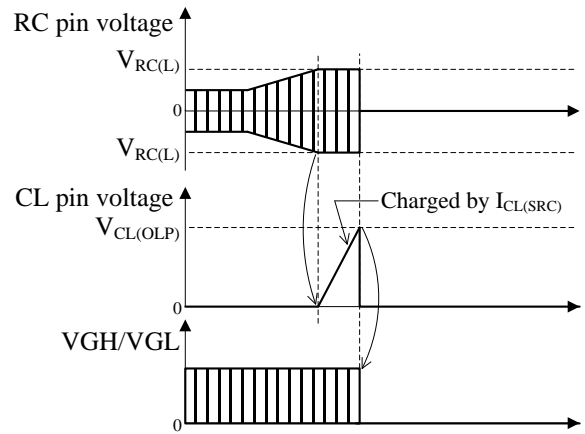 RC pin voltage
VRC(L)
0
VRC(L)
CL pin voltage
VCL(OLP)
Charged by ICL(SRC)
0
VGH/VGL
0